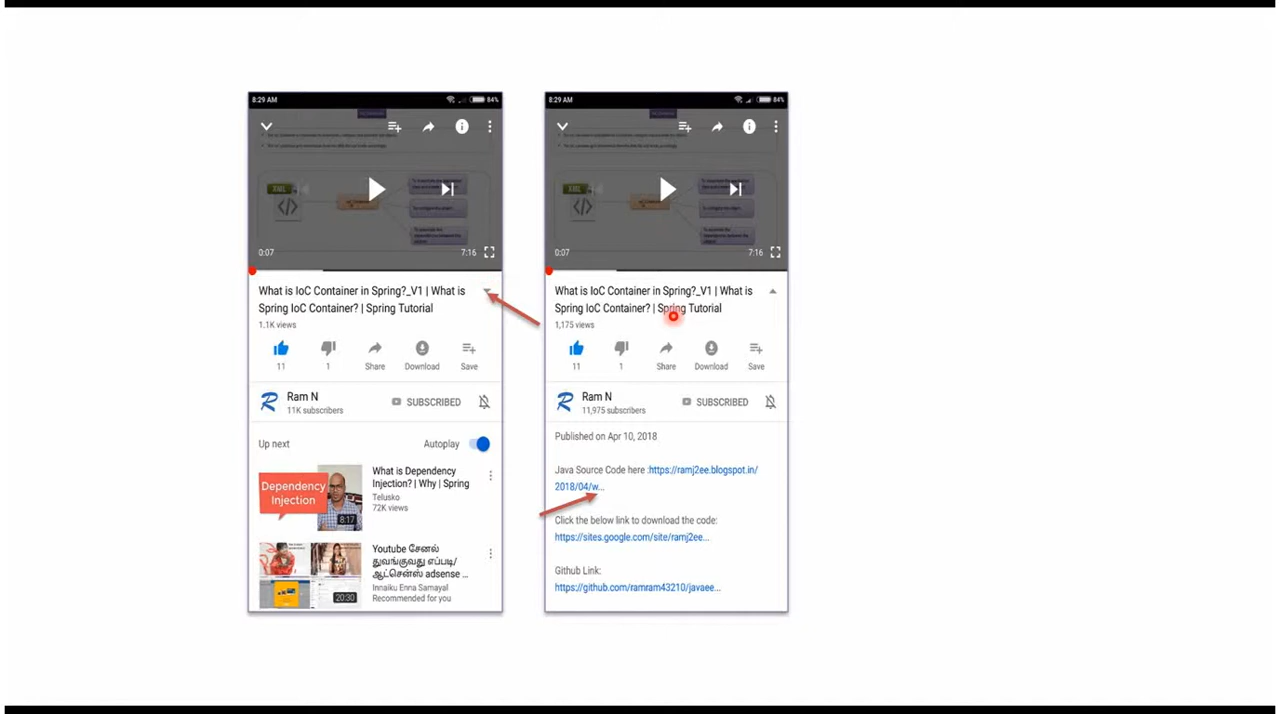 8:29 AM
84%
XML
0:07
7:16
What is IoC Container in Spring?_V1 | What is
Spring IoC Container? | Spring Tutorial
1.1K views
11
1
Share
Download
Save
Ram N
11K subscribers
SUBSCRIBED
Up next
Autoplay
Dependency
Injection
8:17
What is Dependency
Injection? | Why | Spring
Telusko
72K views
20:30
Youtube சேனல்
துவங்குவது எப்படி/
ஆட்சென்ஸ் adsense ...
Innaiku Enna Samayal
Recommended for you
8:29 AM
84%
XML
0:07
7:16
What is IoC Container in Spring?_V1 | What is
Spring IoC Container? | Spring Tutorial
1,175 views
11
1
Share
Download
Save
Ram N
11,975 subscribers
SUBSCRIBED
Published on Apr 10, 2018
Java Source Code here :https://ramj2ee.blogspot.in/
2018/04/w...
Click the below link to download the code:
https://sites.google.com/site/ramj2ee...
Github Link:
https://github.com/ramram43210/javaee...